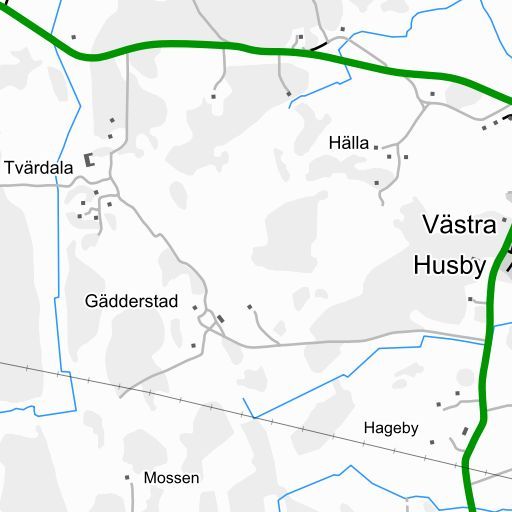 Hälla
Tvärdala
Västra
Husby
Gädderstad
Hageby
Mossen